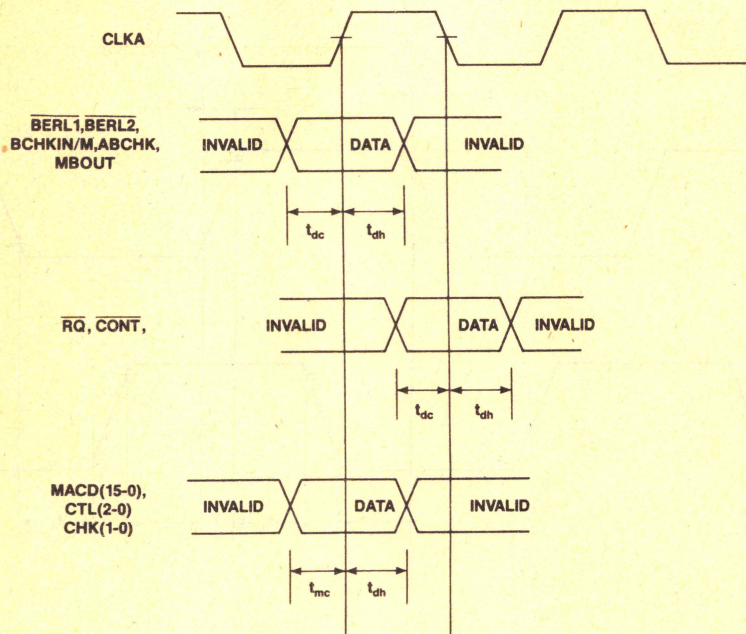 CLKA
BERL1,BERL2,
BCHKIN/M,ABCHK,
MBOUT
INVALID DATA INVALID
tdc tdh
RQ, CONT,
INVALID DATA INVALID
tdc tdh
MACD(15-0),
CTL(2-0)
CHK(1-0)
INVALID DATA INVALID
tmc tdh